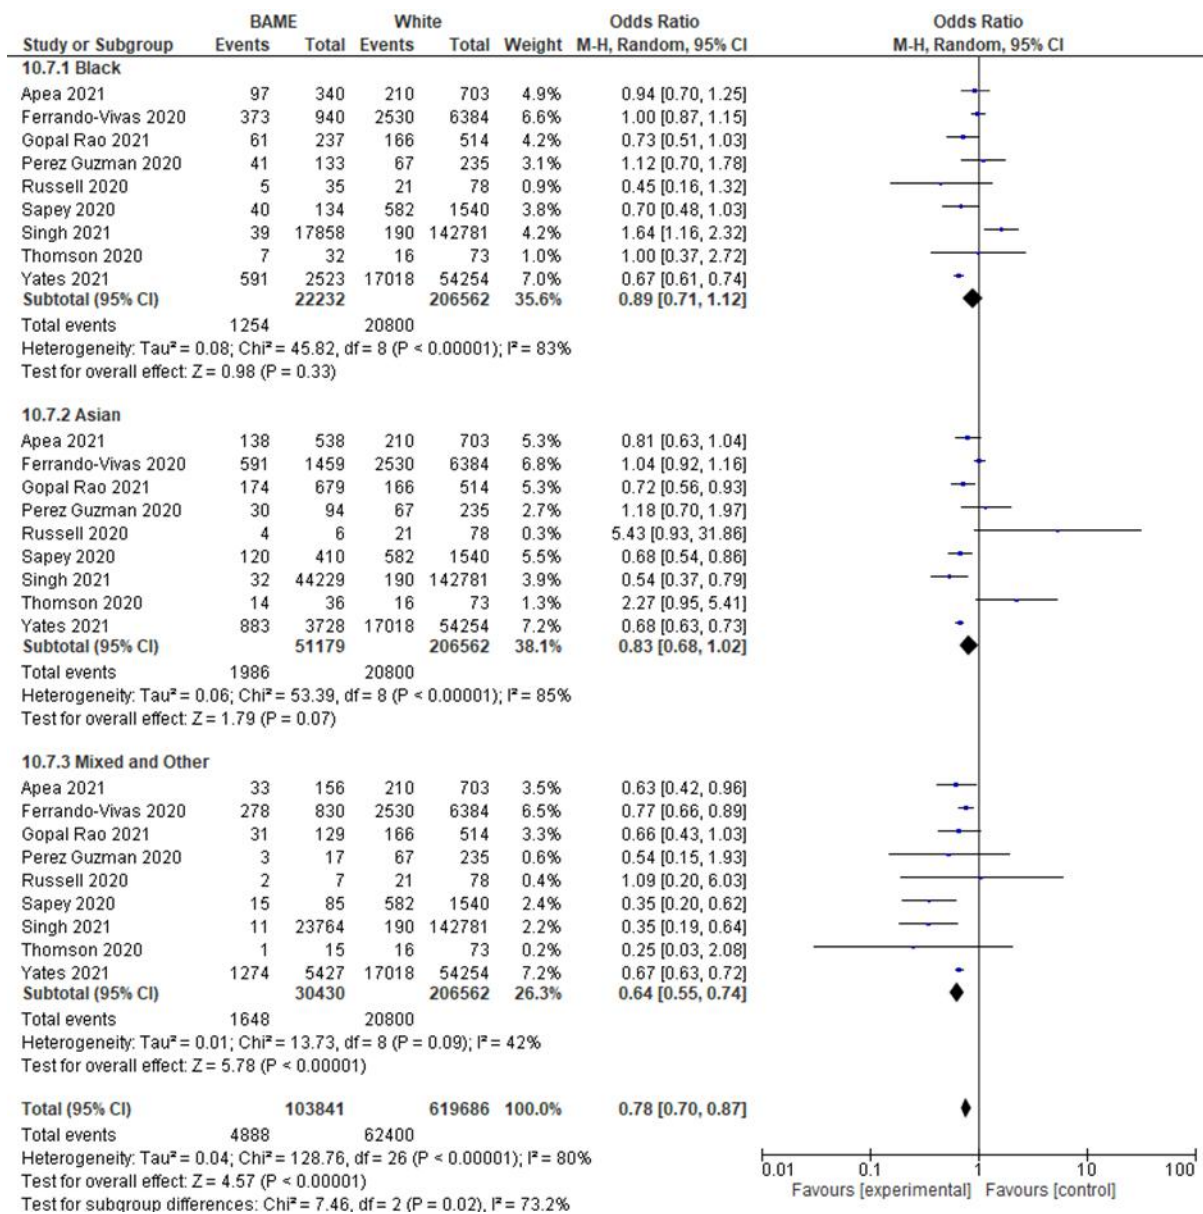 BAME White Odds Ratio Odds Ratio
Study or Subgroup Events Total Events Total Weight M-H, Random, 95% CI M-H, Random, 95% CI
10.7.1 Black
Apea 2021 97 340 210 703 4.9% 0.94 [0.70, 1.25]
Ferrando-Vivas 2020 373 940 2530 6384 6.6% 1.00 [0.87, 1.15]
Gopal Rao 2021 61 237 166 514 4.2% 0.73 [0.51, 1.03]
Perez Guzman 2020 41 133 67 235 3.1% 1.12 [0.70, 1.78]
Russell 2020 5 35 21 78 0.9% 0.45 [0.16, 1.32]
Sapey 2020 40 134 582 1540 3.8% 0.70 [0.48, 1.03]
Singh 2021 39 17858 190 142781 4.2% 1.64 [1.16, 2.32]
Thomson 2020 7 32 16 73 1.0% 1.00 [0.37, 2.72]
Yates 2021 591 2523 17018 54254 7.0% 0.67 [0.61, 0.74]
Subtotal (95% CI) 22232 206562 35.6% 0.89 [0.71, 1.12]
Total events 1254 20800
Heterogeneity: Tau² = 0.08; Chi² = 45.82, df = 8 (P < 0.00001); I² = 83%
Test for overall effect: Z = 0.98 (P = 0.33)
10.7.2 Asian
Apea 2021 138 538 210 703 5.3% 0.81 [0.63, 1.04]
Ferrando-Vivas 2020 591 1459 2530 6384 6.8% 1.04 [0.92, 1.16]
Gopal Rao 2021 174 679 166 514 5.3% 0.72 [0.56, 0.93]
Perez Guzman 2020 30 94 67 235 2.7% 1.18 [0.70, 1.97]
Russell 2020 4 6 21 78 0.3% 5.43 [0.93, 31.86]
Sapey 2020 120 410 582 1540 5.5% 0.68 [0.54, 0.86]
Singh 2021 32 44229 190 142781 3.9% 0.54 [0.37, 0.79]
Thomson 2020 14 36 16 73 1.3% 2.27 [0.95, 5.41]
Yates 2021 883 3728 17018 54254 7.2% 0.68 [0.63, 0.73]
Subtotal (95% CI) 51179 206562 38.1% 0.83 [0.68, 1.02]
Total events 1986 20800
Heterogeneity: Tau² = 0.06; Chi² = 53.39, df = 8 (P < 0.00001); I² = 85%
Test for overall effect: Z = 1.79 (P = 0.07)
10.7.3 Mixed and Other
Apea 2021 33 156 210 703 3.5% 0.63 [0.42, 0.96]
Ferrando-Vivas 2020 278 830 2530 6384 6.5% 0.77 [0.66, 0.89]
Gopal Rao 2021 31 129 166 514 3.3% 0.66 [0.43, 1.03]
Perez Guzman 2020 3 17 67 235 0.6% 0.54 [0.15, 1.93]
Russell 2020 2 7 21 78 0.4% 1.09 [0.20, 6.03]
Sapey 2020 15 85 582 1540 2.4% 0.35 [0.20, 0.62]
Singh 2021 11 23764 190 142781 2.2% 0.35 [0.19, 0.64]
Thomson 2020 1 15 16 73 0.2% 0.25 [0.03, 2.08]
Yates 2021 1274 5427 17018 54254 7.2% 0.67 [0.63, 0.72]
Subtotal (95% CI) 30430 206562 26.3% 0.64 [0.55, 0.74]
Total events 1648 20800
Heterogeneity: Tau² = 0.01; Chi² = 13.73, df = 8 (P = 0.09); I² = 42%
Test for overall effect: Z = 5.78 (P < 0.00001)
Total (95% CI) 103841 619686 100.0% 0.78 [0.70, 0.87]
Total events 4888 62400
Heterogeneity: Tau² = 0.04; Chi² = 128.76, df = 26 (P < 0.00001); I² = 80%
Test for overall effect: Z = 4.57 (P < 0.00001)
Test for subgroup differences: Chi² = 7.46, df = 2 (P = 0.02), I² = 73.2%
0.01 0.1 1 10 100
Favours [experimental] Favours [control]